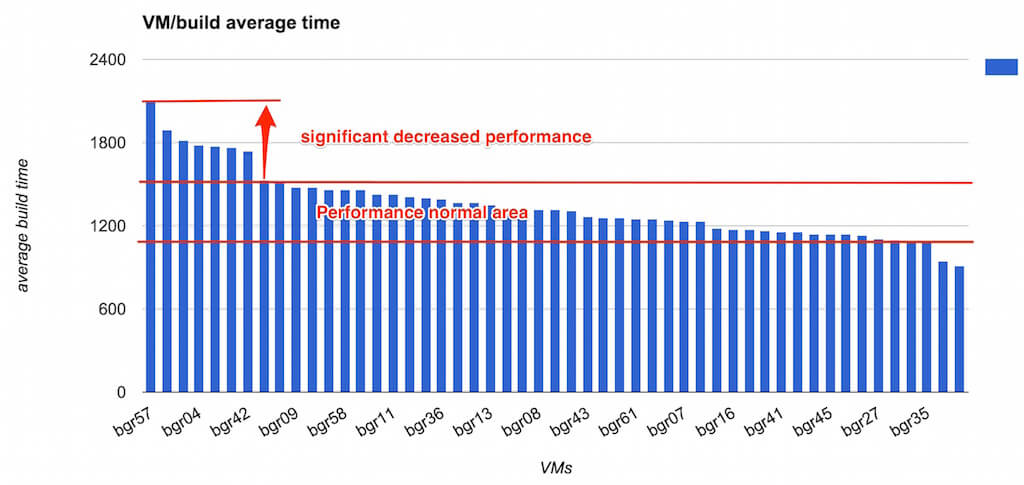 VM/build average time
2400
significant decreased performance
1800
Performance normal area
1200
600
0
average build time
bgr57
bgr04
bgr42
bgr09
bgr58
bgr11
bgr36
bgr13
bgr08
bgr43
bgr61
bgr07
bgr16
bgr41
bgr45
bgr27
bgr35
VMs